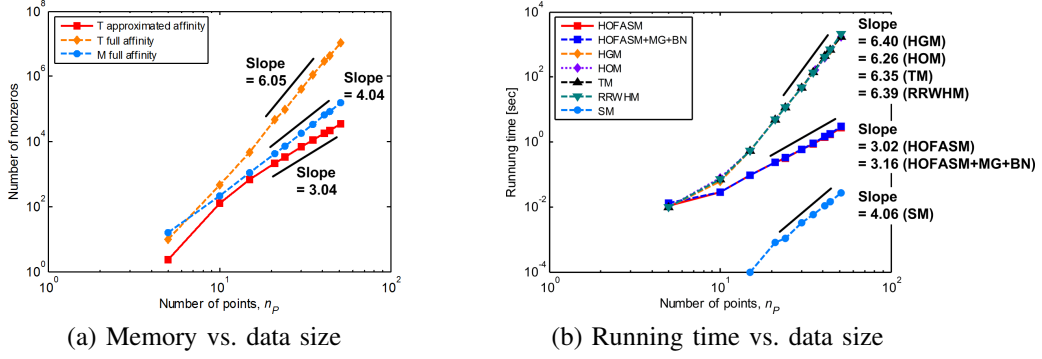 T approximated affinity
T full affinity
M full affinity
Slope
= 6.05
Slope
= 4.04
Slope
= 3.04
Number of nonzeros
10^8
10^6
10^4
10^2
10^0
10^0
10^1
10^2
Number of points, n_P
(a) Memory vs. data size
HOFASM
HOFASM+MG+BN
HGM
HOM
TM
RRWHM
SM
Slope
= 6.40 (HGM)
= 6.26 (HOM)
= 6.35 (TM)
= 6.39 (RRWHM)
Slope
= 3.02 (HOFASM)
= 3.16 (HOFASM+MG+BN)
Slope
= 4.06 (SM)
Running time [sec]
10^4
10^2
10^0
10^-2
10^-4
10^0
10^1
10^2
Number of points, n_P
(b) Running time vs. data size